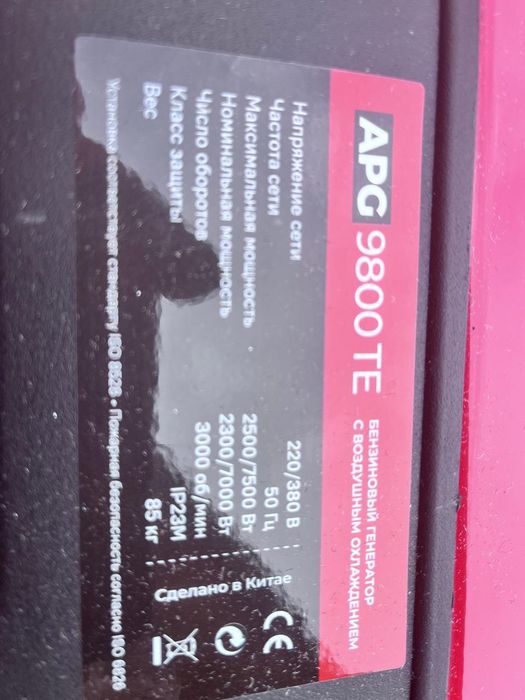 APG 9800 TE
БЕНЗИНОВЫЙ ГЕНЕРАТОР
С ВОЗДУШНЫМ ОХЛАЖДЕНИЕМ
Напряжение сети 220/380 В
Частота сети 50 Гц
Максимальная мощность 2500/7500 Вт
Номинальная мощность 2300/7000 Вт
Число оборотов 3000 об/мин
Класс защиты IP23M
Вес 85 кг
Сделано в Китае
CE
Установка соответствует стандарту ISO 8528 • Пожарная безопасность согласно ISO 6826